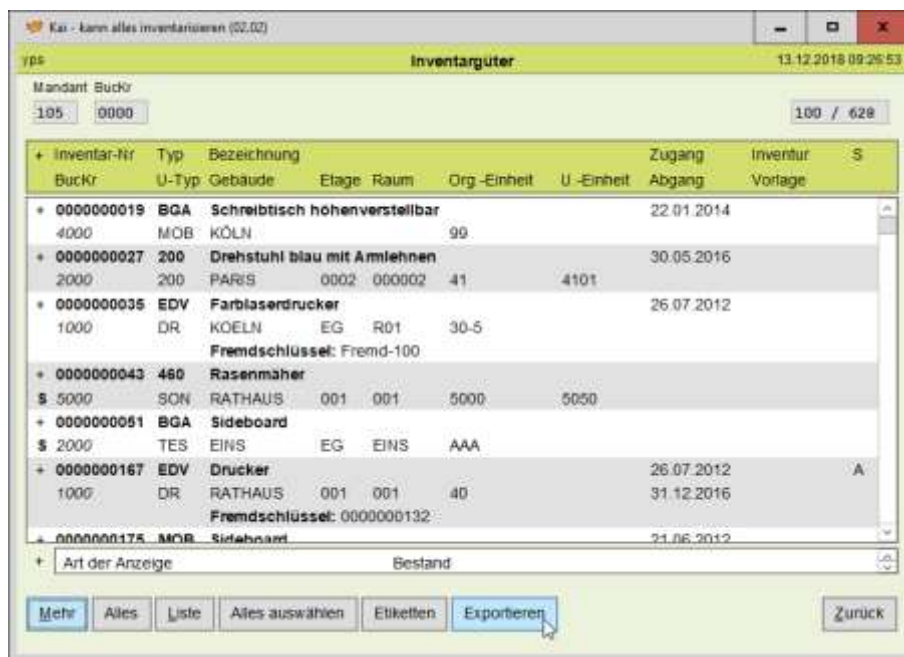 Kai - kann alles inventarisieren (02.02)
yps Inventargüter 13.12.2018 09:26:53
Mandant BucKr
105 0000 100 / 628
+ Inventar-Nr Typ Bezeichnung Zugang Inventur S
BucKr U-Typ Gebäude Etage Raum Org.-Einheit U.-Einheit Abgang Vorlage
+ 0000000019 BGA Schreibtisch höhenverstellbar 22.01.2014
4000 MOB KÖLN 99
+ 0000000027 200 Drehstuhl blau mit Armlehnen 30.05.2016
2000 200 PARIS 0002 000002 41 4101
+ 0000000035 EDV Farblaserdrucker 26.07.2012
1000 DR KOELN EG R01 30-5
Fremdschlüssel: Fremd-100
+ 0000000043 460 Rasenmäher
S 5000 SON RATHAUS 001 001 5000 5050
+ 0000000051 BGA Sideboard
S 2000 TES EINS EG EINS AAA
+ 0000000167 EDV Drucker 26.07.2012 A
1000 DR RATHAUS 001 001 40 31.12.2016
Fremdschlüssel: 0000000132
+ 0000000175 MOB Sideboard 21.06.2012
+ Art der Anzeige Bestand
Mehr Alles Liste Alles auswählen Etiketten Exportieren Zurück